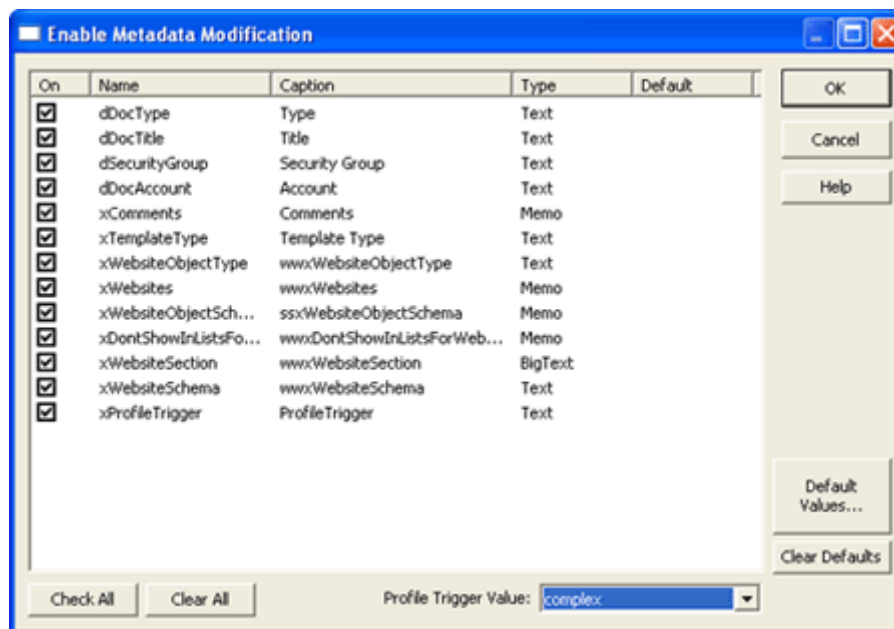 Enable Metadata Modification
On Name Caption Type Default
dDocType Type Text
dDocTitle Title Text
dSecurityGroup Security Group Text
dDocAccount Account Text
xComments Comments Memo
xTemplateType Template Type Text
xWebsiteObjectType wwxWebsiteObjectType Text
xWebsites wwxWebsites Memo
xWebsiteObjectSch... ssxWebsiteObjectSchema Memo
xDontShowInListsFo... wwxDontShowInListsForWeb... Memo
xWebsiteSection wwxWebsiteSection BigText
xWebsiteSchema wwxWebsiteSchema Text
xProfileTrigger ProfileTrigger Text
OK
Cancel
Help
Default
Values...
Clear Defaults
Check All Clear All Profile Trigger Value: complex